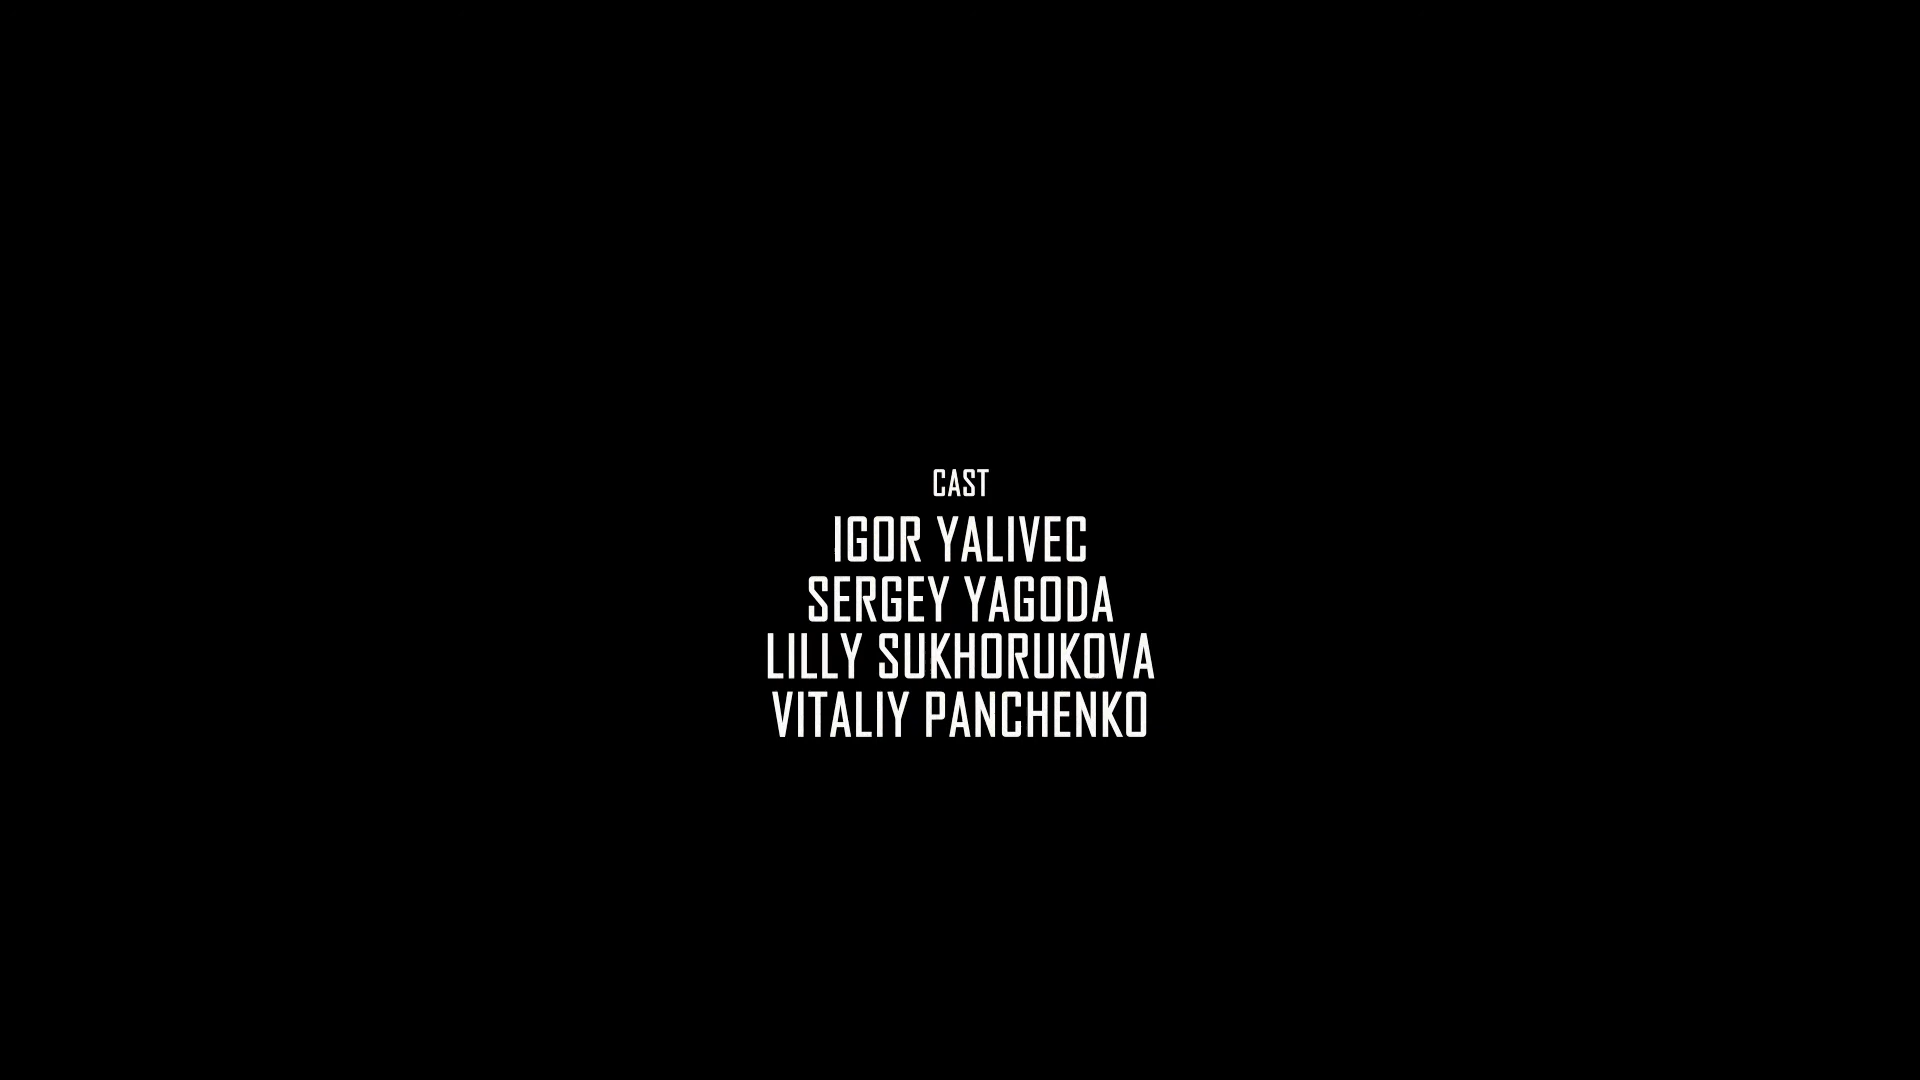 CAST
IGOR YALIVEC
SERGEY YAGODA
LILLY SUKHORUKOVA
VITALIY PANCHENKO